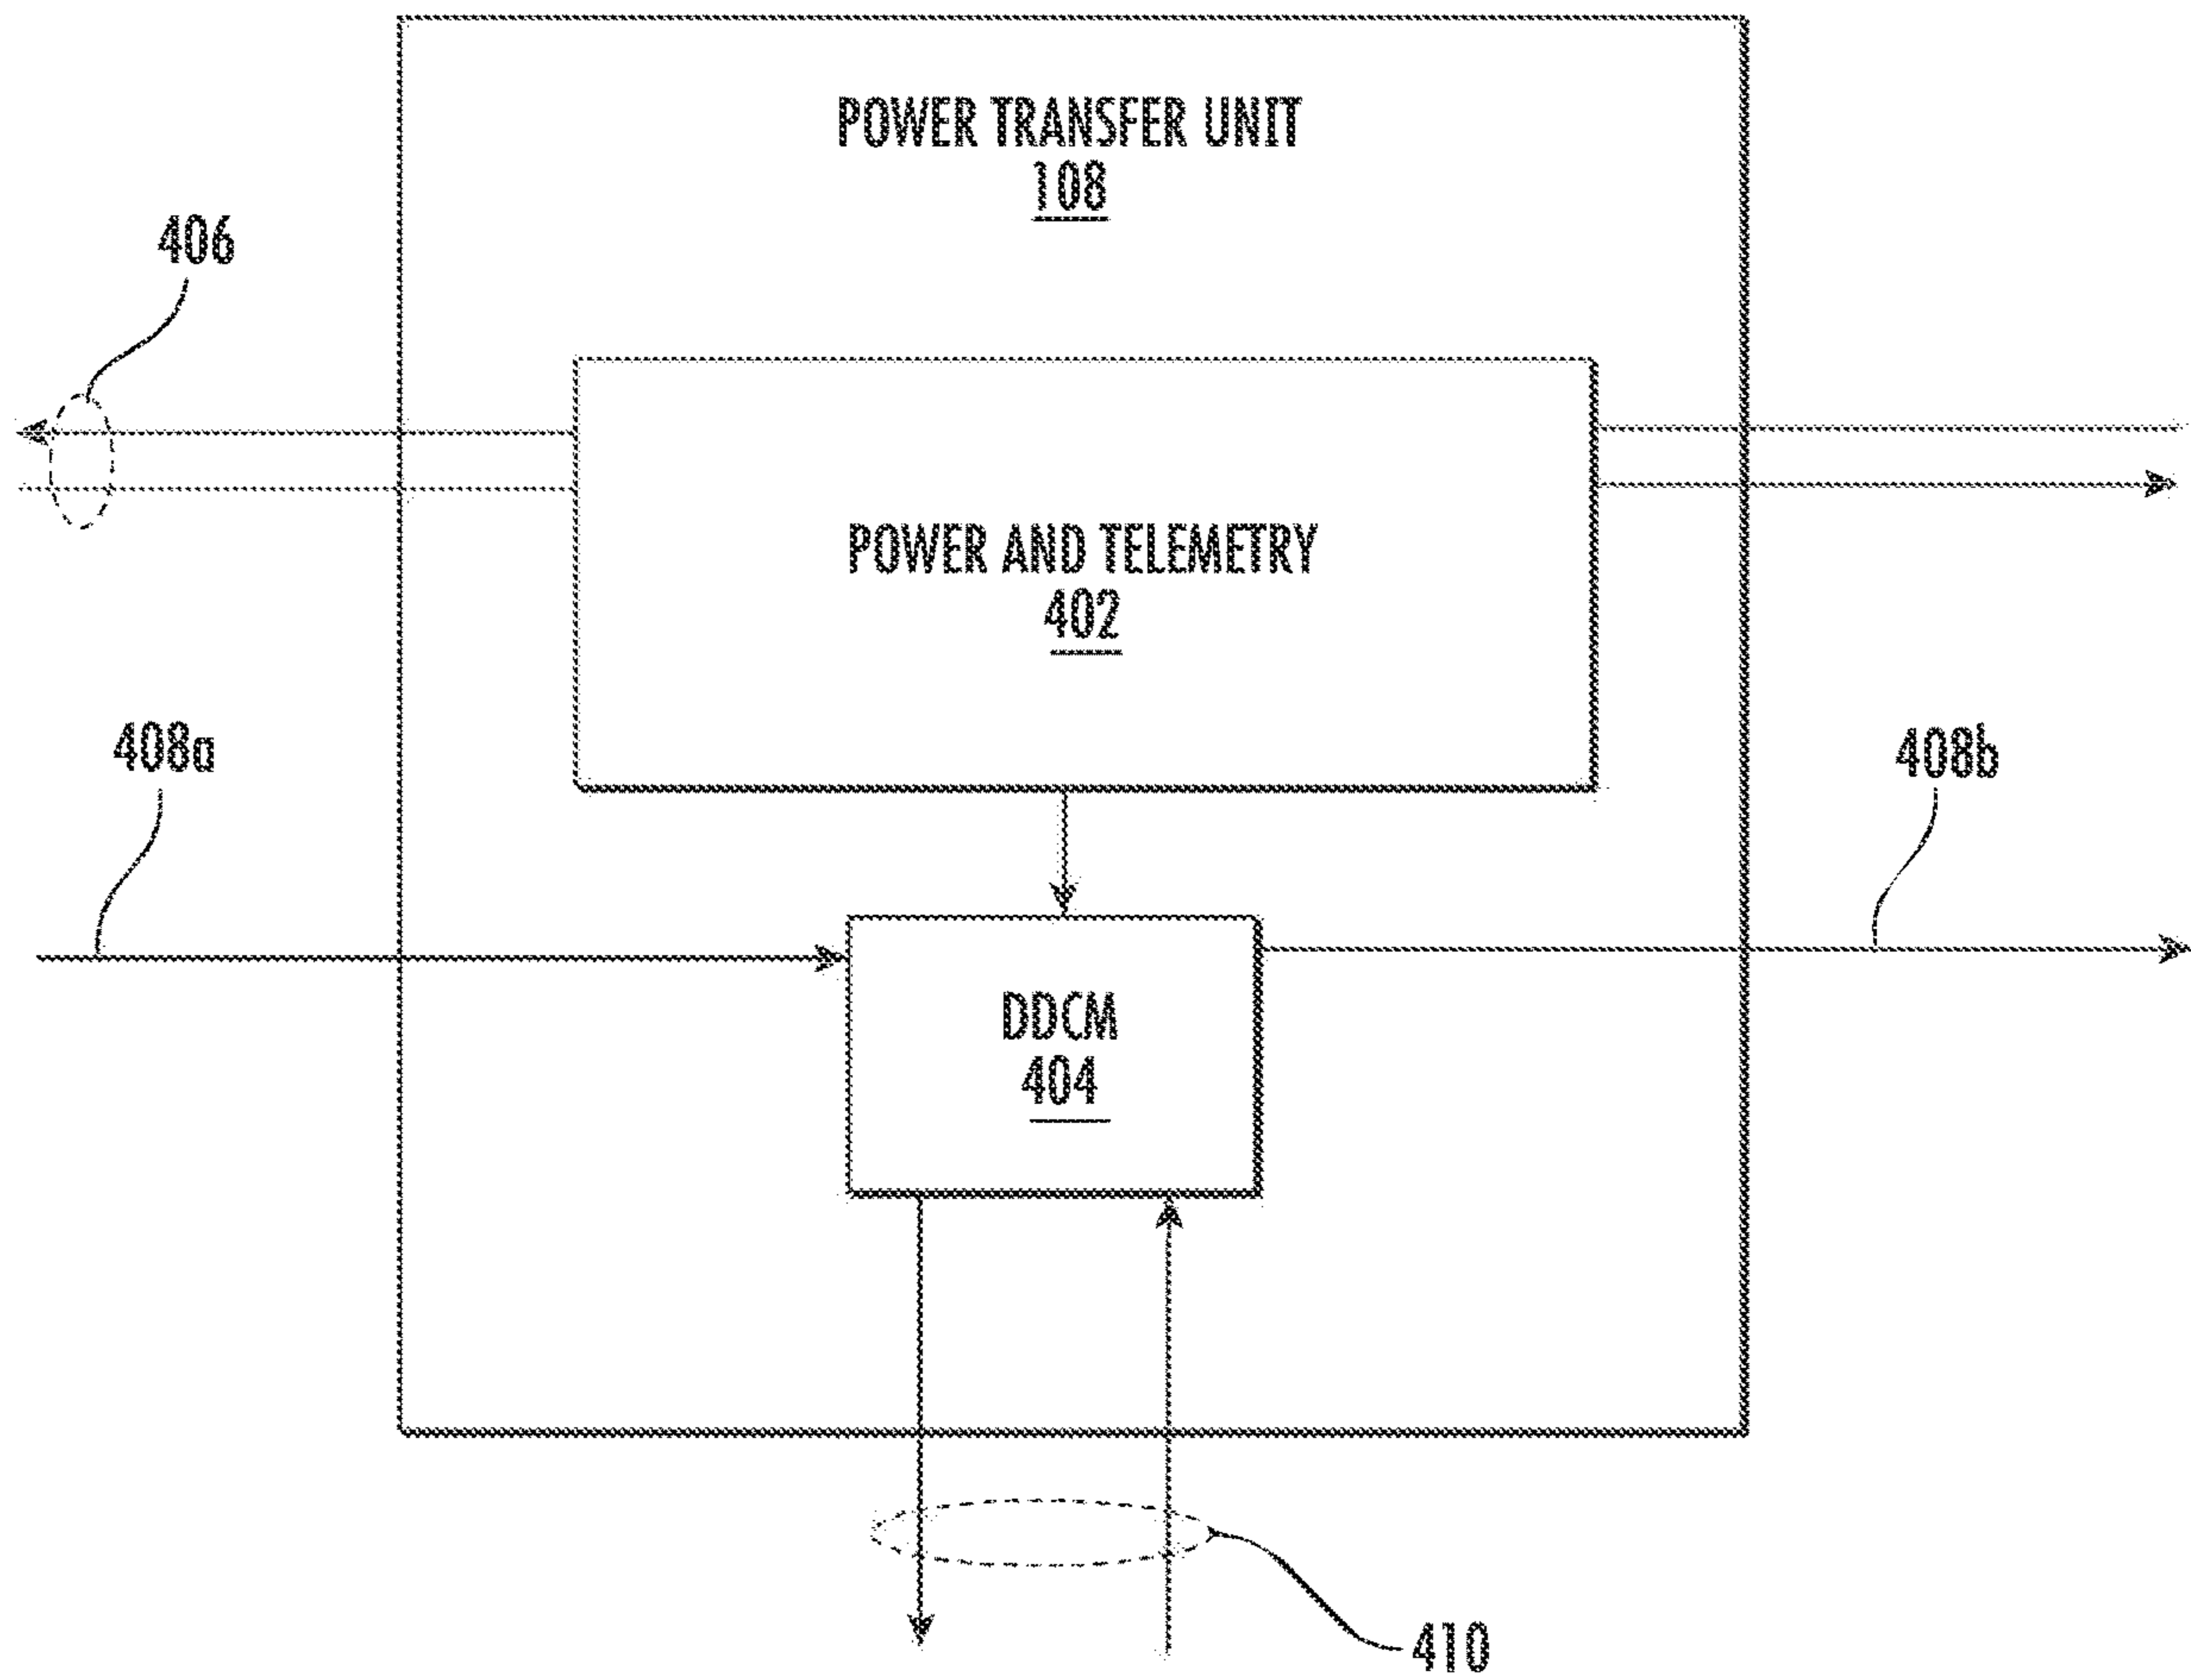 POWER TRANSFER UNIT
108
406
POWER AND TELEMETRY
402
408a
408b
DDCM
404
410